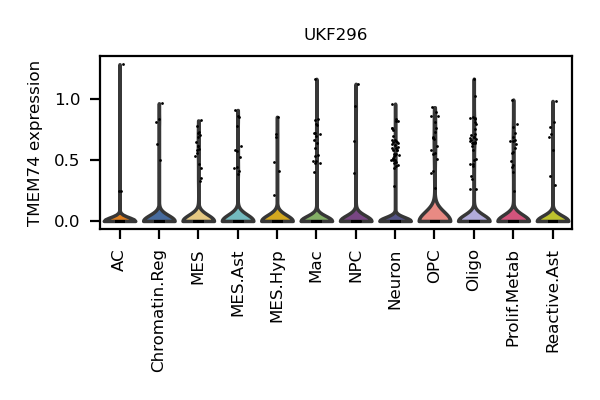 UKF296
TMEM74 expression
1.0
0.5
0.0
AC
Chromatin.Reg
MES
MES.Ast
MES.Hyp
Mac
NPC
Neuron
OPC
Oligo
Prolif.Metab
Reactive.Ast